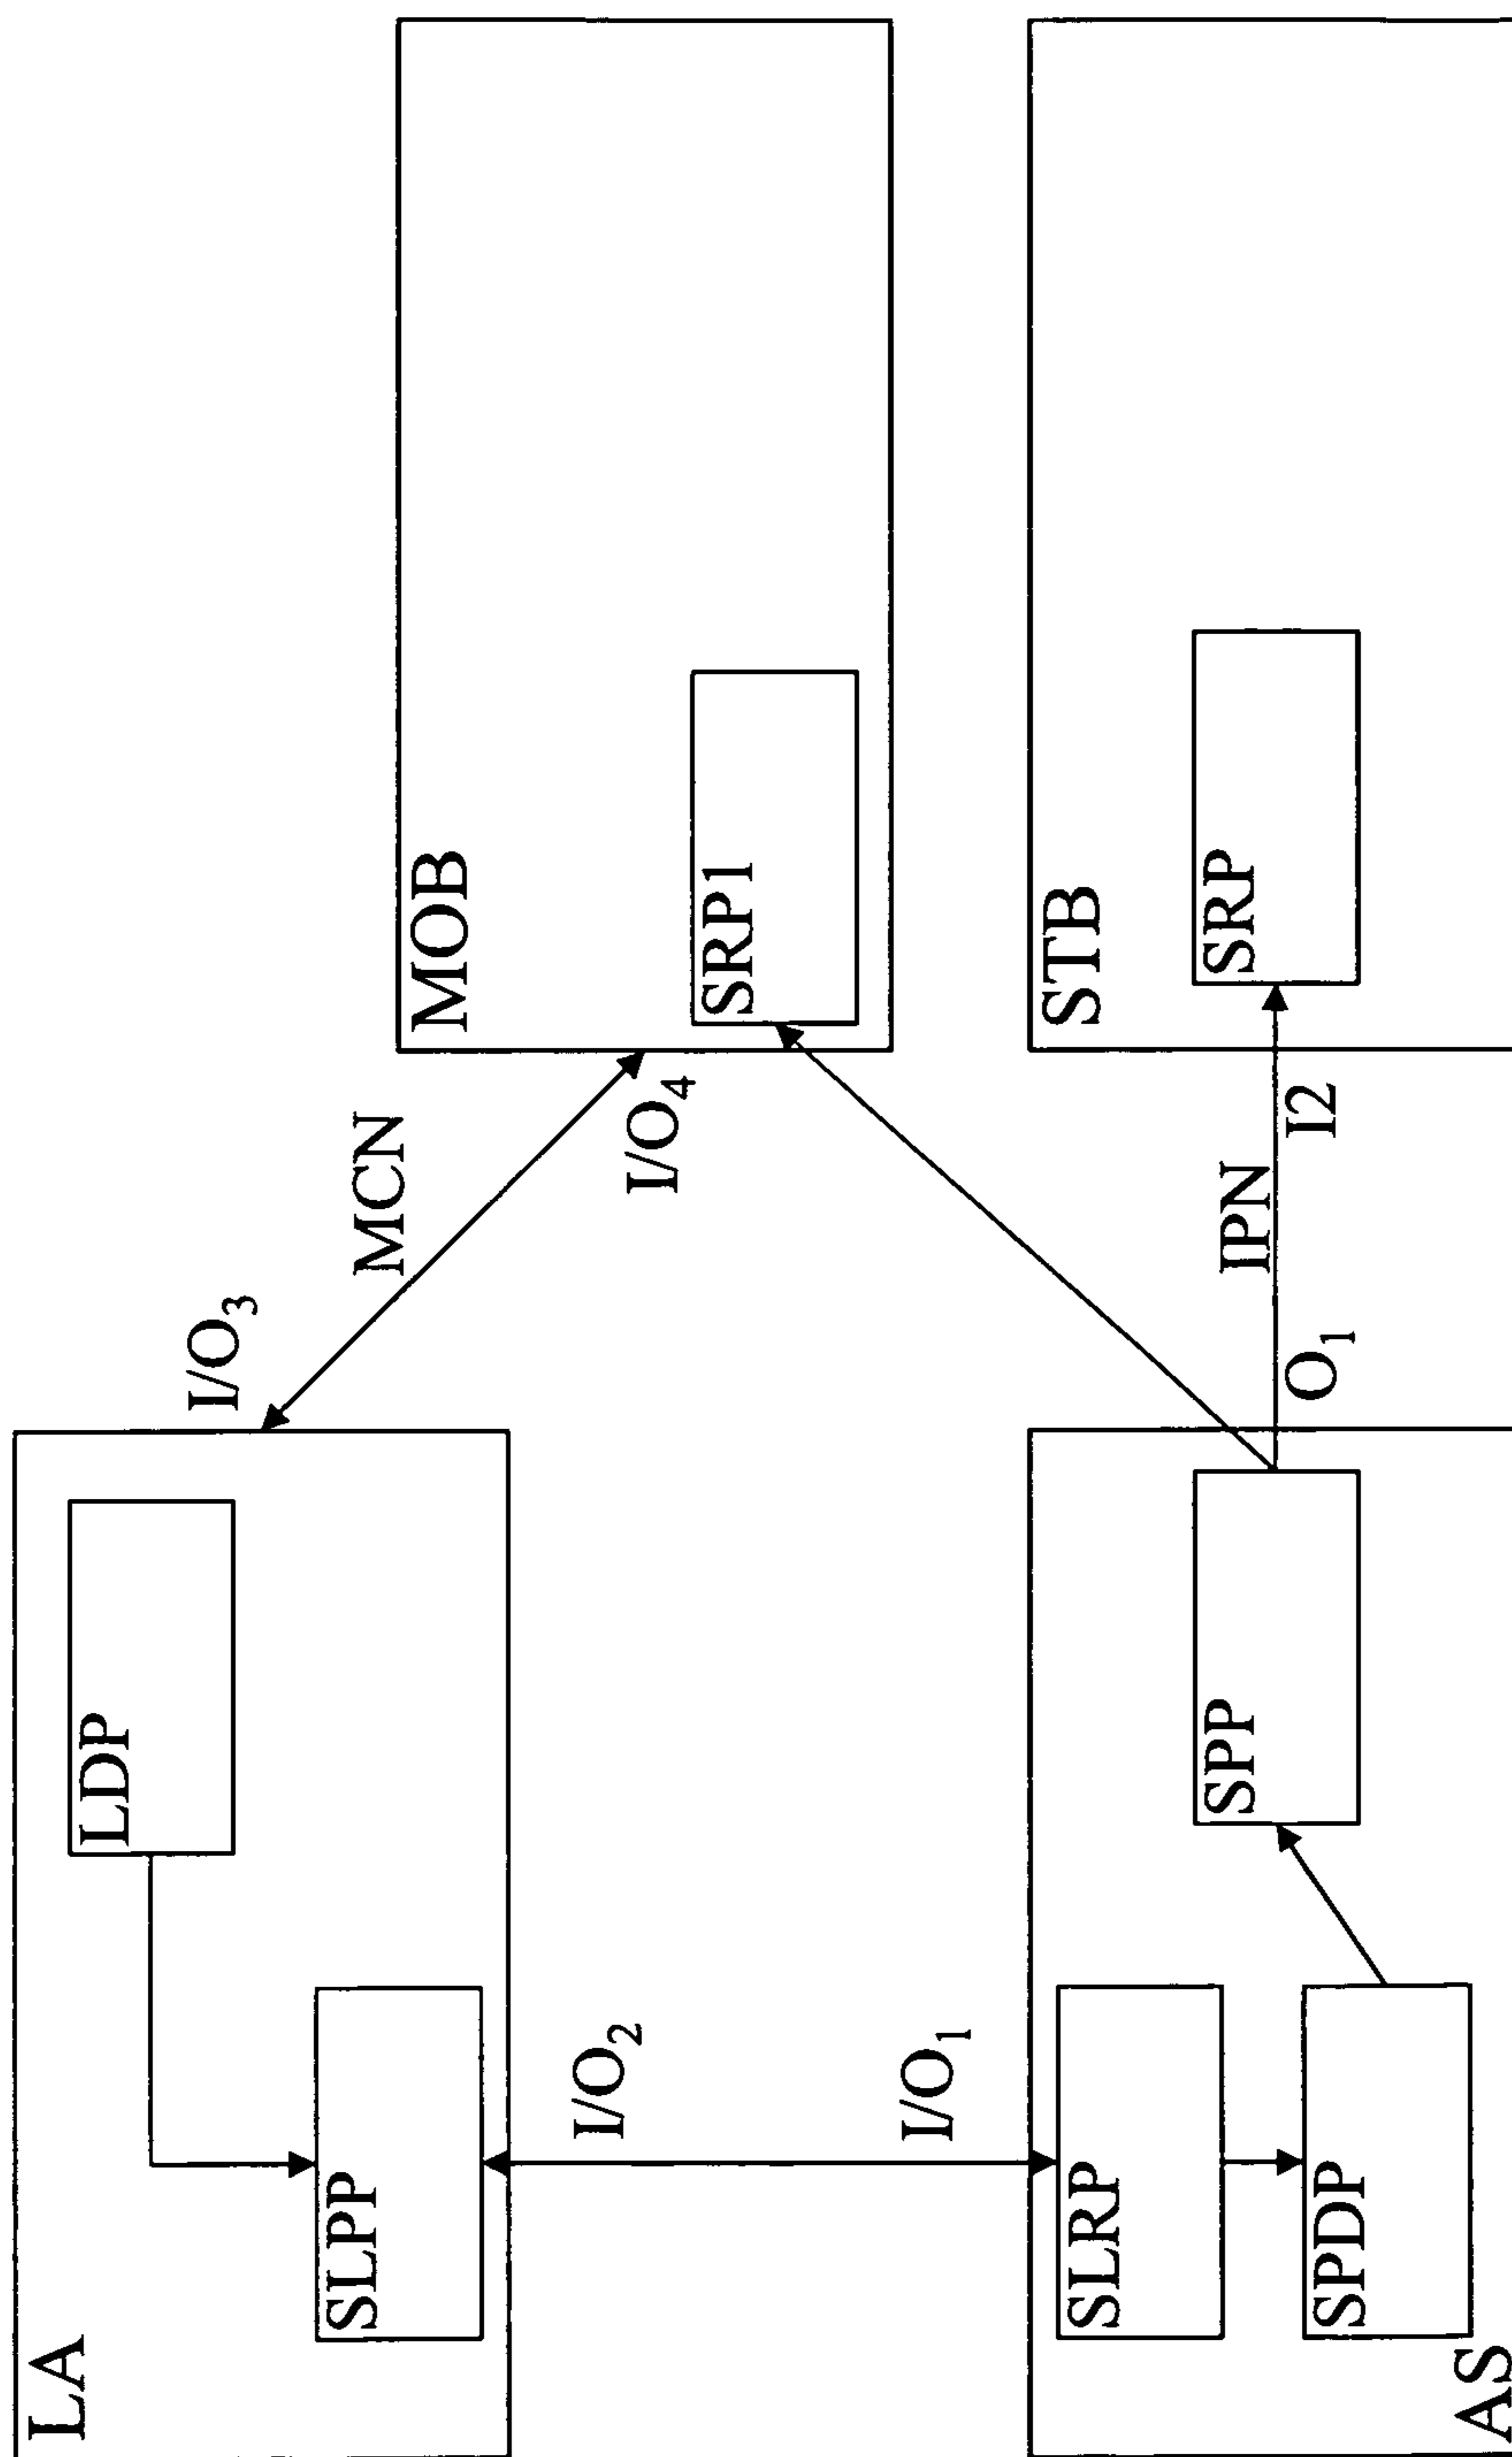 LA
LDP
SLPP
I/O₃
MCN
I/O₄
MOB
SRP1
I/O₂
I/O₁
SLRP
SPDP
AS
SPP
O₁
IPN
I2
STB
SRP